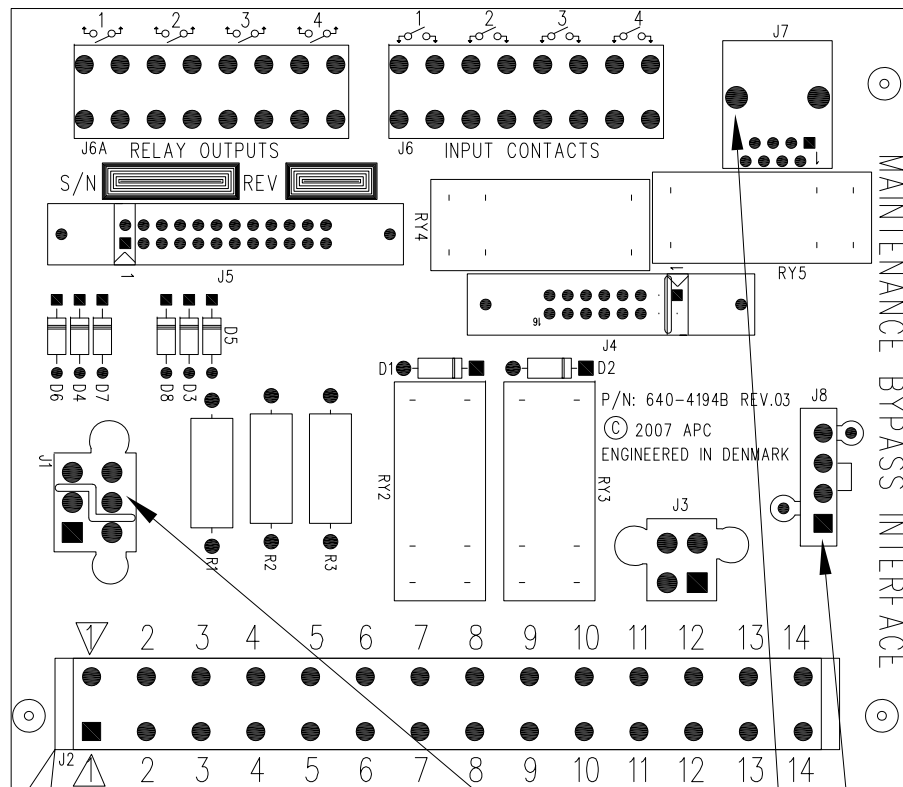 1 2 3 4
1 2 3 4
J7
J6A RELAY OUTPUTS
J6 INPUT CONTACTS
1
S/N
REV
MAINTENANCE BYPASS INTERFACE
RY4
RY5
1
J5
1
16
J4
D6 D4 D7
D8 D3 D5
D1
D2
P/N: 640-4194B REV.03
© 2007 APC
ENGINEERED IN DENMARK
J8
J1
R1 R2 R3
RY2
RY3
J3
1 2 3 4 5 6 7 8 9 10 11 12 13 14
J2
1 2 3 4 5 6 7 8 9 10 11 12 13 14